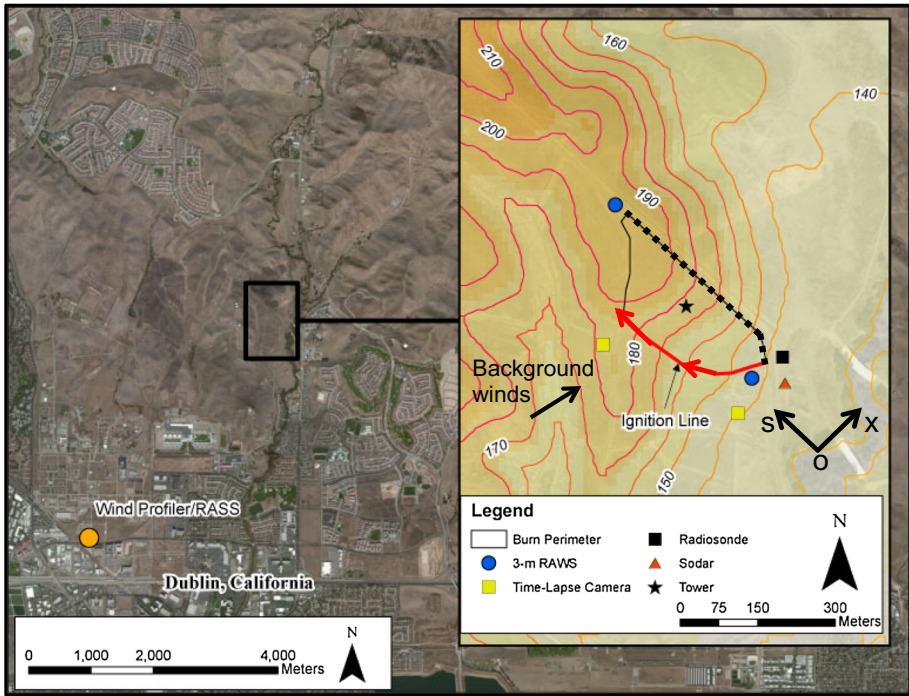 Wind Profiler/RASS
Dublin, California
0 1,000 2,000 4,000
Meters
N
210
200
160
140
190
180
170
150
Background
winds
Ignition Line
S
X
O
Legend
Burn Perimeter
3-m RAWS
Time-Lapse Camera
Radiosonde
Sodar
Tower
N
0 75 150 300
Meters